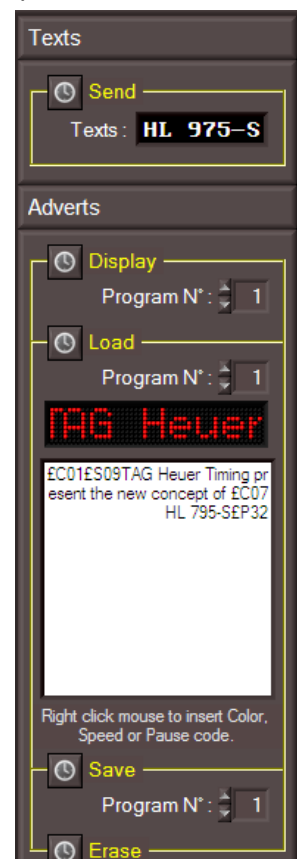 Texts
Send
Texts : HL 975-S
Adverts
Display
Program N° : 1
Load
Program N° : 1
TAG Heuer
£C01£S09TAG Heuer Timing pr
esent the new concept of £C07
HL 795-S£P32
Right click mouse to insert Color,
Speed or Pause code.
Save
Program N° : 1
Erase